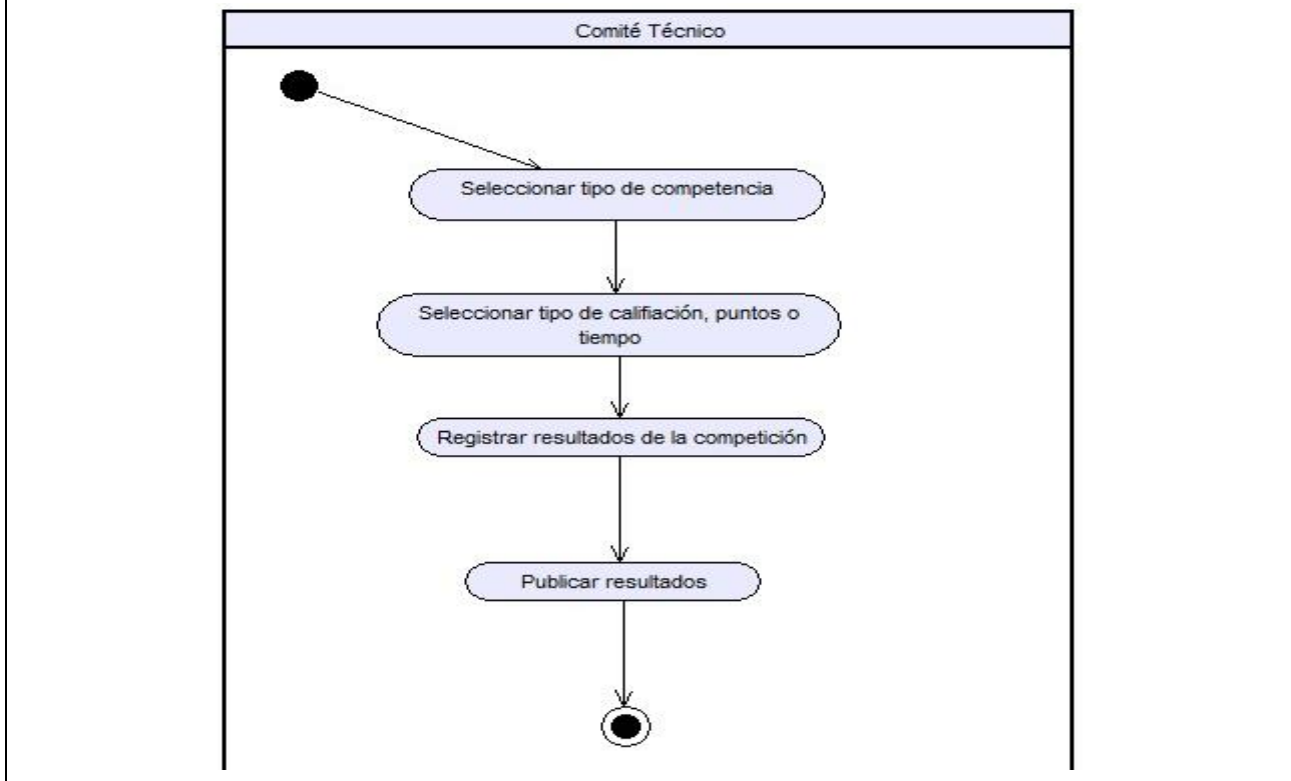 Comité Técnico
Seleccionar tipo de competencia
Seleccionar tipo de califiación, puntos o
tiempo
Registrar resultados de la competición
Publicar resultados